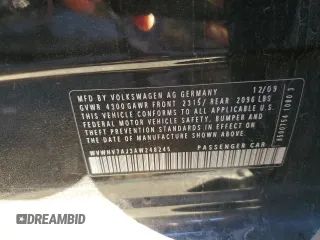 MFD BY VOLKSWAGEN AG GERMANY 12/09
GVWR 4300 GAWR FRONT 2315/ REAR 2096 LBS
THIS VEHICLE CONFORMS TO ALL APPLICABLE U.S.
FEDERAL MOTOR VEHICLE SAFETY, BUMPER AND
THEFT PREVENTION STANDARDS IN EFFECT ON THE
DATE OF MANUFACTURE SHOWN ABOVE.
PASSENGER CAR